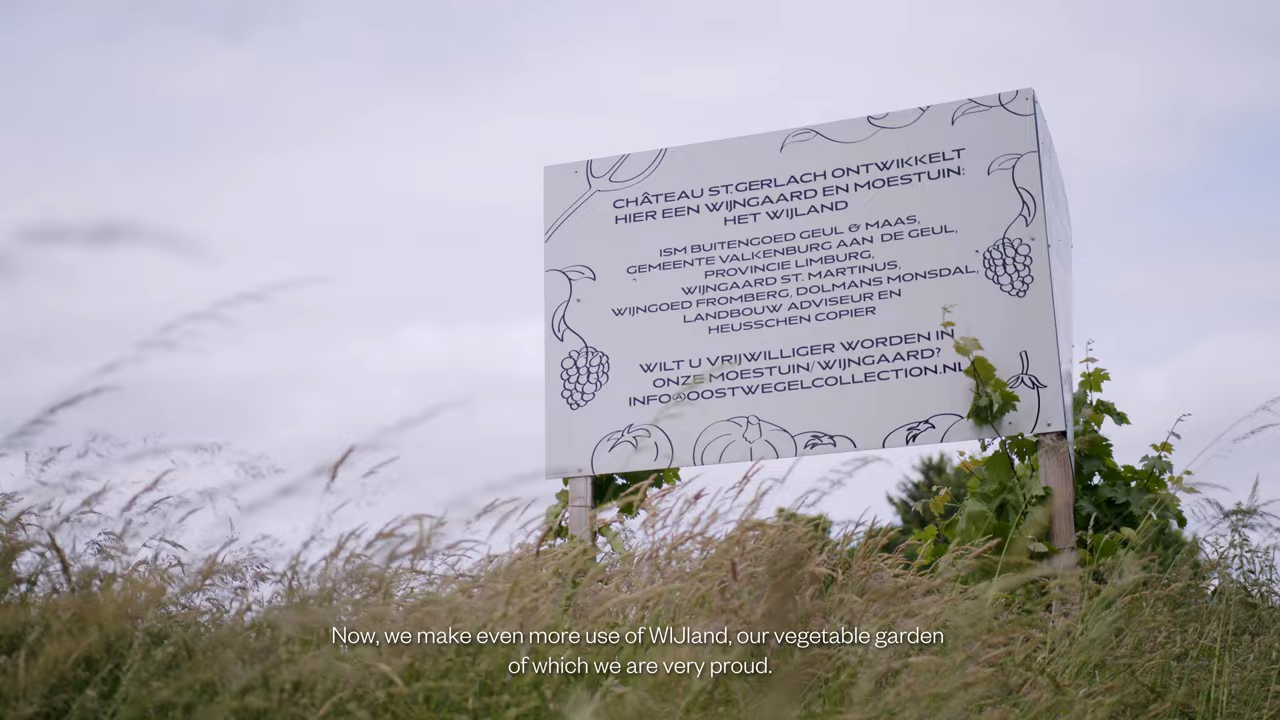 CHÂTEAU ST.GERLACH ONTWIKKELT
HIER EEN WIJNGAARD EN MOESTUIN:
HET WIJLAND
ISM BUITENGOED GEUL & MAAS,
GEMEENTE VALKENBURG AAN DE GEUL,
PROVINCIE LIMBURG,
WIJNGAARD ST. MARTINUS,
WIJNGOED FROMBERG, DOLMANS MONSDAL,
LANDBOUW ADVISEUR EN
HEUSSCHEN COPIER
WILT U VRIJWILLIGER WORDEN IN
ONZE MOESTUIN/WIJNGAARD?
INFO@OOSTWEGELCOLLECTION.NL
Now, we make even more use of WIJland, our vegetable garden
of which we are very proud.